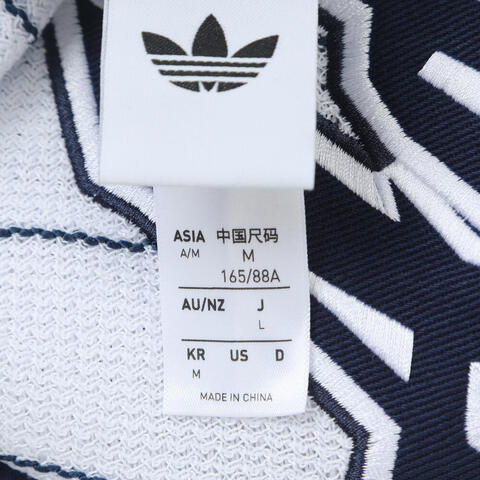 ASIA 中国尺码
A/M M
165/88A
AU/NZ J
L
KR US D
M
MADE IN CHINA